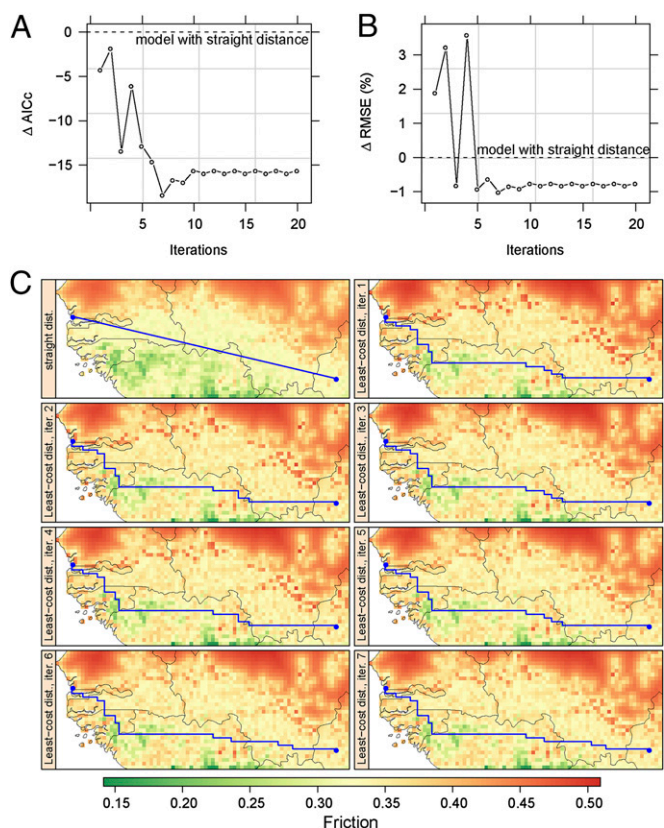 A
0
model with straight distance
−5
−10
−15
Δ AICc
5
10
15
20
Iterations
B
3
2
1
0
−1
Δ RMSE (%)
model with straight distance
5
10
15
20
Iterations
C
straight dist.
Least−cost dist., iter. 1
Least−cost dist., iter. 2
Least−cost dist., iter. 3
Least−cost dist., iter. 4
Least−cost dist., iter. 5
Least−cost dist., iter. 6
Least−cost dist., iter. 7
0.15 0.20 0.25 0.30 0.35 0.40 0.45 0.50
Friction